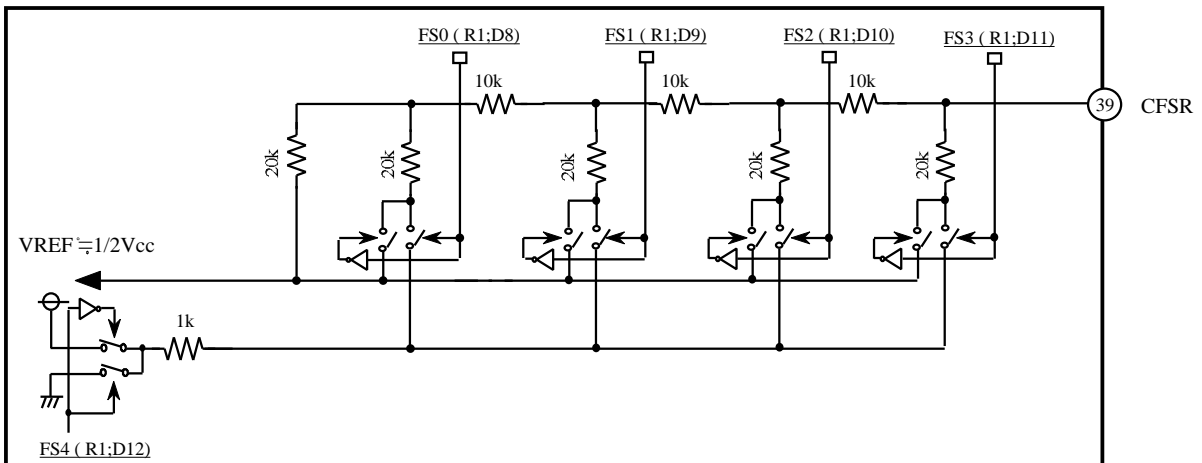 FS0 ( R1;D8)
FS1 ( R1;D9)
FS2 ( R1;D10)
FS3 ( R1;D11)
10k
10k
10k
39
CFSR
20k
20k
20k
20k
20k
VREF≒1/2Vcc
1k
FS4 ( R1;D12)